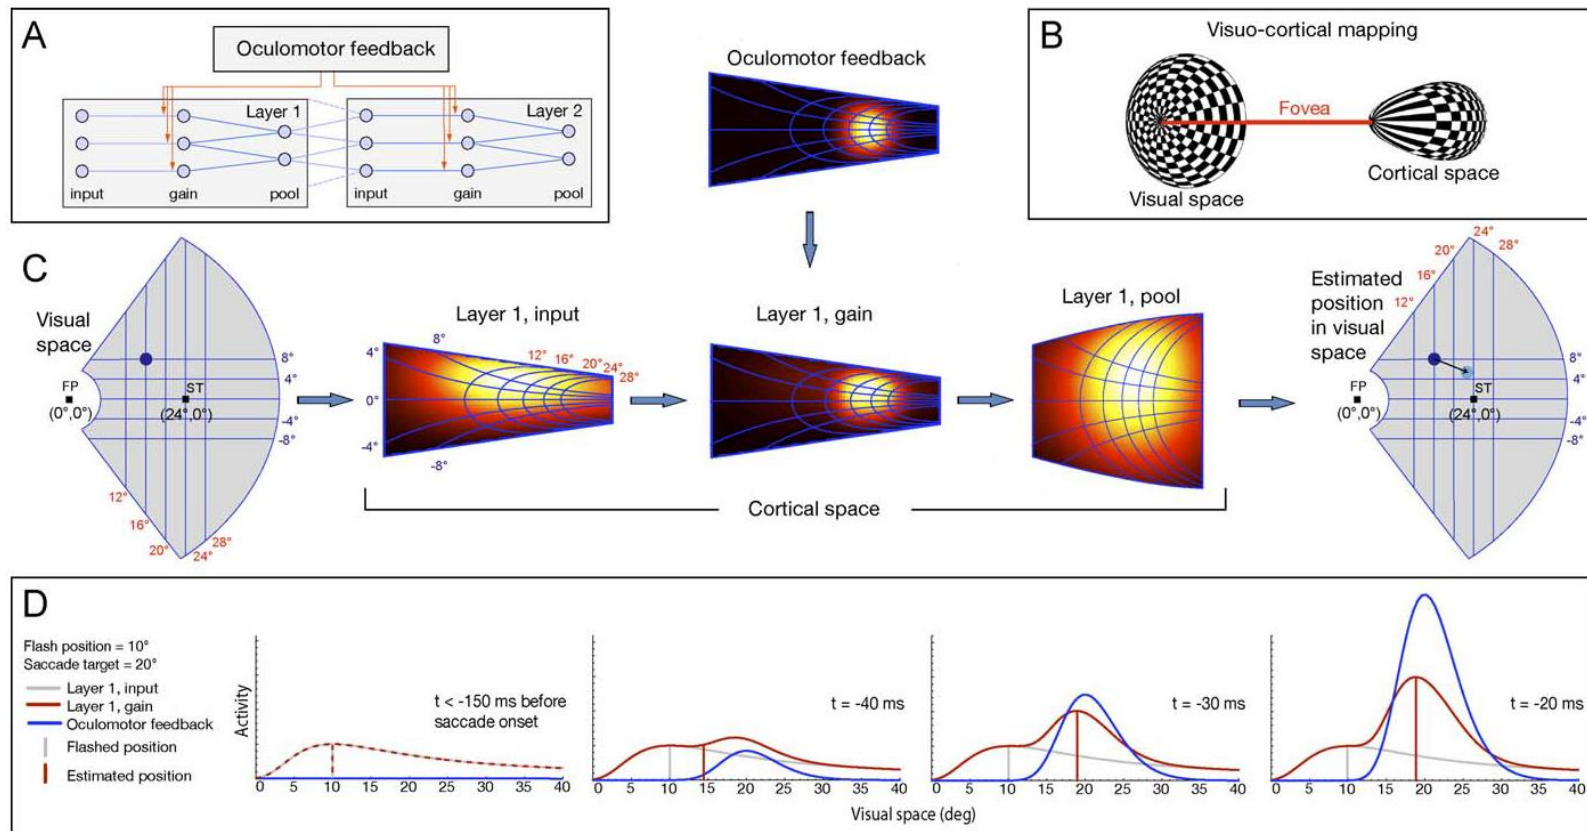 A
Oculomotor feedback
Layer 1
Layer 2
input
gain
pool
input
gain
pool
Oculomotor feedback
B
Visuo-cortical mapping
Fovea
Visual space
Cortical space
C
Visual
space
FP
(0°,0°)
ST
(24°,0°)
8°
4°
-4°
-8°
12°
16°
20°
24°
28°
Layer 1, input
4°
8°
0°
-4°
-8°
12°
16°
20°
24°
28°
Layer 1, gain
Layer 1, pool
Cortical space
Estimated
position
in visual
space
12°
16°
20°
24°
28°
FP
(0°,0°)
ST
(24°,0°)
8°
4°
-4°
-8°
D
Flash position = 10°
Saccade target = 20°
Layer 1, input
Layer 1, gain
Oculomotor feedback
Flashed position
Estimated position
Activity
t < -150 ms before
saccade onset
0 5 10 15 20 25 30 35 40
t = -40 ms
0 5 10 15 20 25 30 35 40
t = -30 ms
0 5 10 15 20 25 30 35 40
t = -20 ms
0 5 10 15 20 25 30 35 40
Visual space (deg)